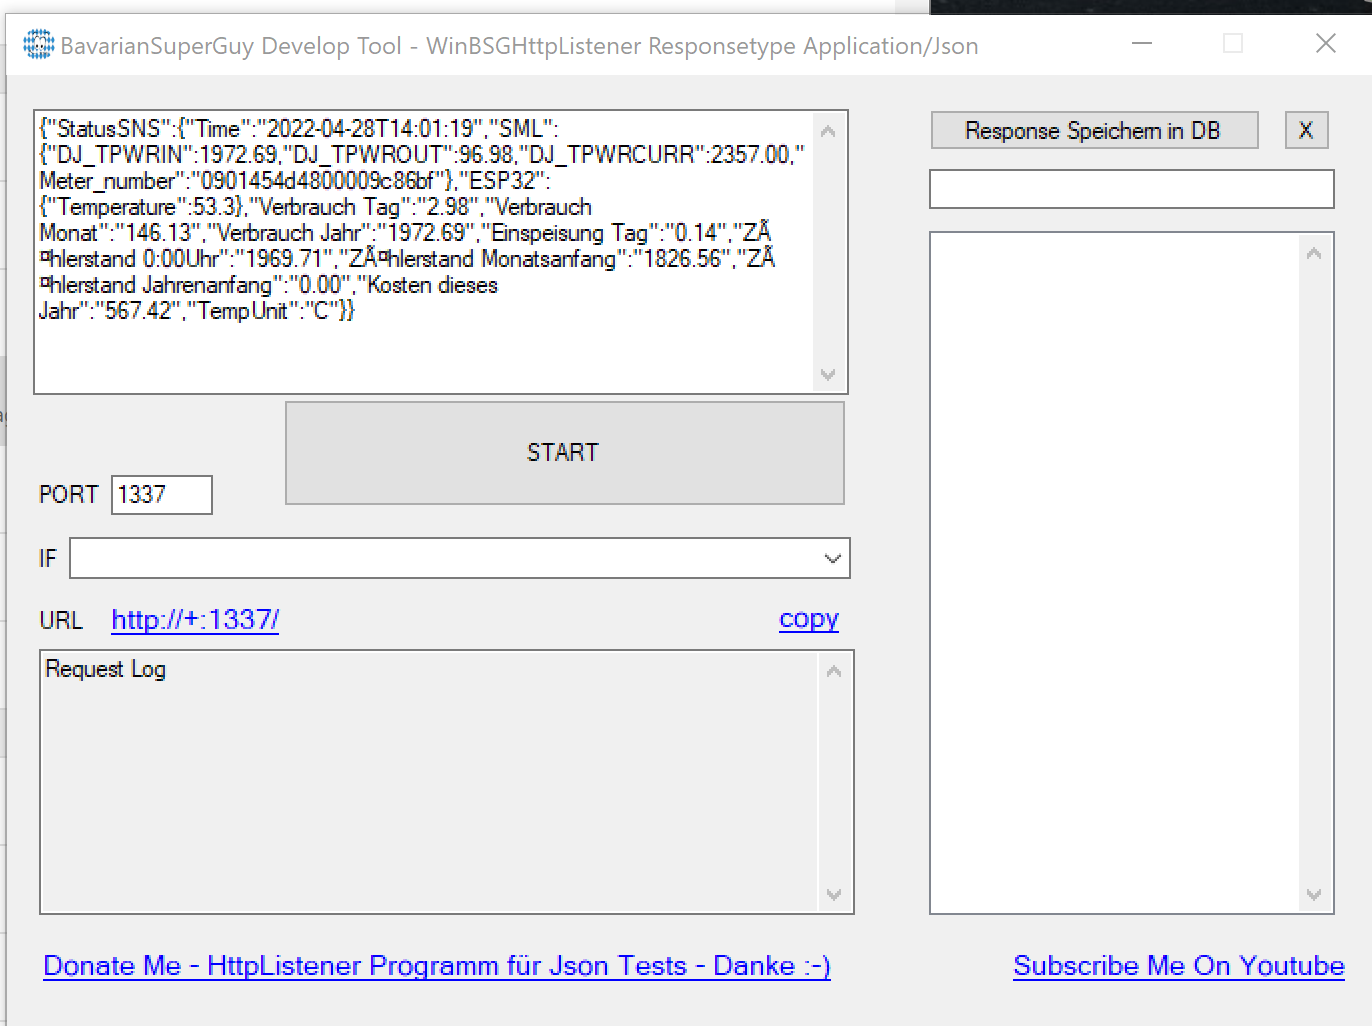 BavarianSuperGuy Develop Tool - WinBSGHttpListener Responsetype Application/Json
{"StatusSNS":{"Time":"2022-04-28T14:01:19","SML":
{"DJ_TPWRIN":1972.69,"DJ_TPWROUT":96.98,"DJ_TPWRCURR":2357.00,"
Meter_number":"0901454d4800009c86bf"},"ESP32":
{"Temperature":53.3},"Verbrauch Tag":"2.98","Verbrauch
Monat":"146.13","Verbrauch Jahr":"1972.69","Einspeisung Tag":"0.14","ZÃ
¤hlerstand 0:00Uhr":"1969.71","ZÃ¤hlerstand Monatsanfang":"1826.56","ZÃ
¤hlerstand Jahrenanfang":"0.00","Kosten dieses
Jahr":"567.42","TempUnit":"C"}}
Response Speichern in DB
X
START
PORT 1337
IF
URL http://+:1337/ copy
Request Log
Donate Me - HttpListener Programm für Json Tests - Danke :-)
Subscribe Me On Youtube